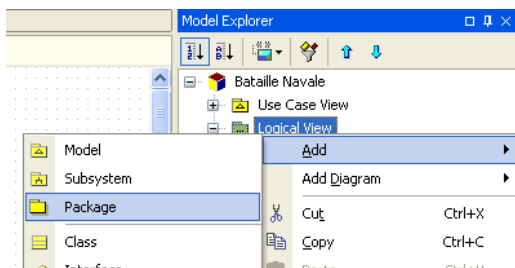 Model Explorer
Bataille Navale
Use Case View
Logical View
Model
Add
Subsystem
Add Diagram
Package
Cut Ctrl+X
Class
Copy Ctrl+C